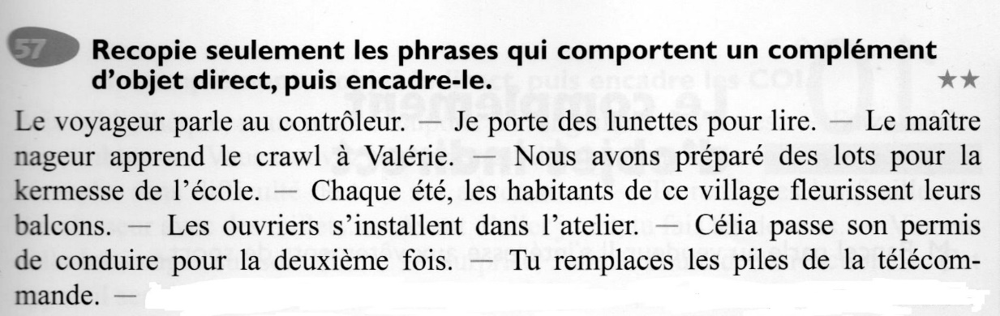 57 Recopie seulement les phrases qui comportent un complément
d'objet direct, puis encadre-le. ★★
Le voyageur parle au contrôleur. — Je porte des lunettes pour lire. — Le maître
nageur apprend le crawl à Valérie. — Nous avons préparé des lots pour la
kermesse de l'école. — Chaque été, les habitants de ce village fleurissent leurs
balcons. — Les ouvriers s'installent dans l'atelier. — Célia passe son permis
de conduire pour la deuxième fois. — Tu remplaces les piles de la télécom-
mande. —